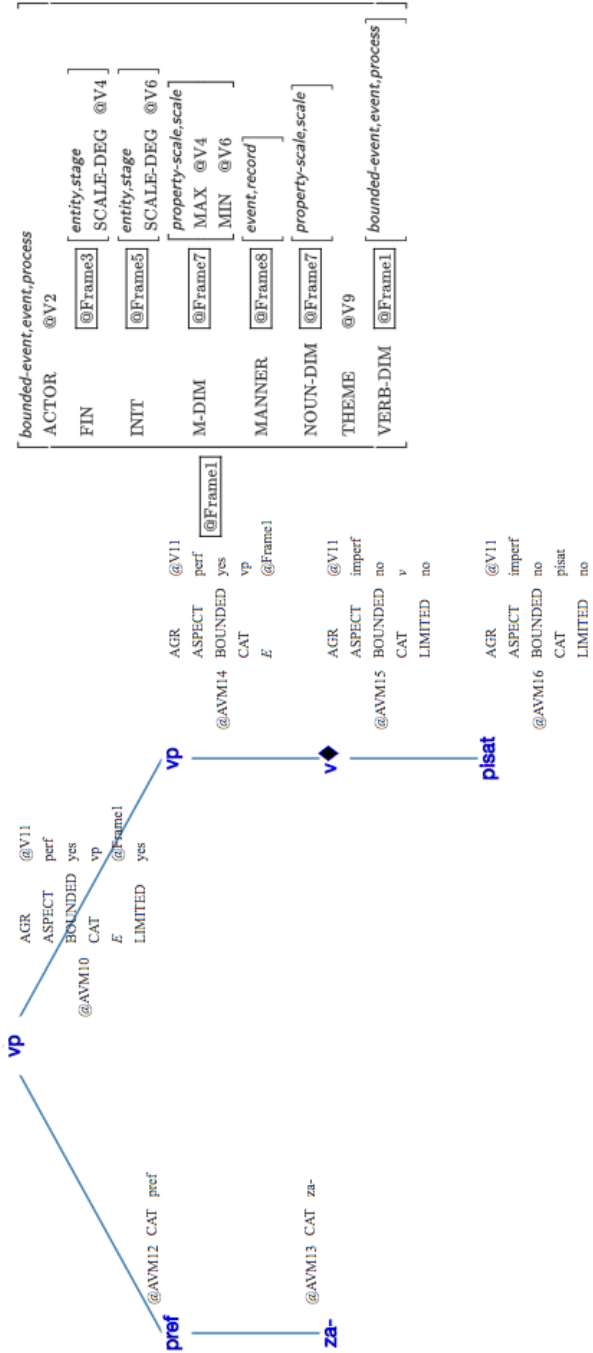 vp
AGR @V11
ASPECT perf
BOUNDED yes
@AVM10 CAT vp
E @Frame1
LIMITED yes
pref
@AVM12 CAT pref
vp
AGR @V11
ASPECT perf
@AVM14 BOUNDED yes
CAT vp
E @Frame1
za-
@AVM13 CAT za-
v
AGR @V11
ASPECT imperf
@AVM15 BOUNDED no
CAT v
LIMITED no
pisat
AGR @V11
ASPECT imperf
@AVM16 BOUNDED no
CAT pisat
LIMITED no
@Frame1
bounded-event,event,process
ACTOR @V2
FIN @Frame3 entity,stage
SCALE-DEG @V4
INIT @Frame5 entity,stage
SCALE-DEG @V6
M-DIM @Frame7 property-scale,scale
MAX @V4
MIN @V6
MANNER @Frame8 event,record
NOUN-DIM @Frame7 property-scale,scale
THEME @V9
VERB-DIM @Frame1 bounded-event,event,process